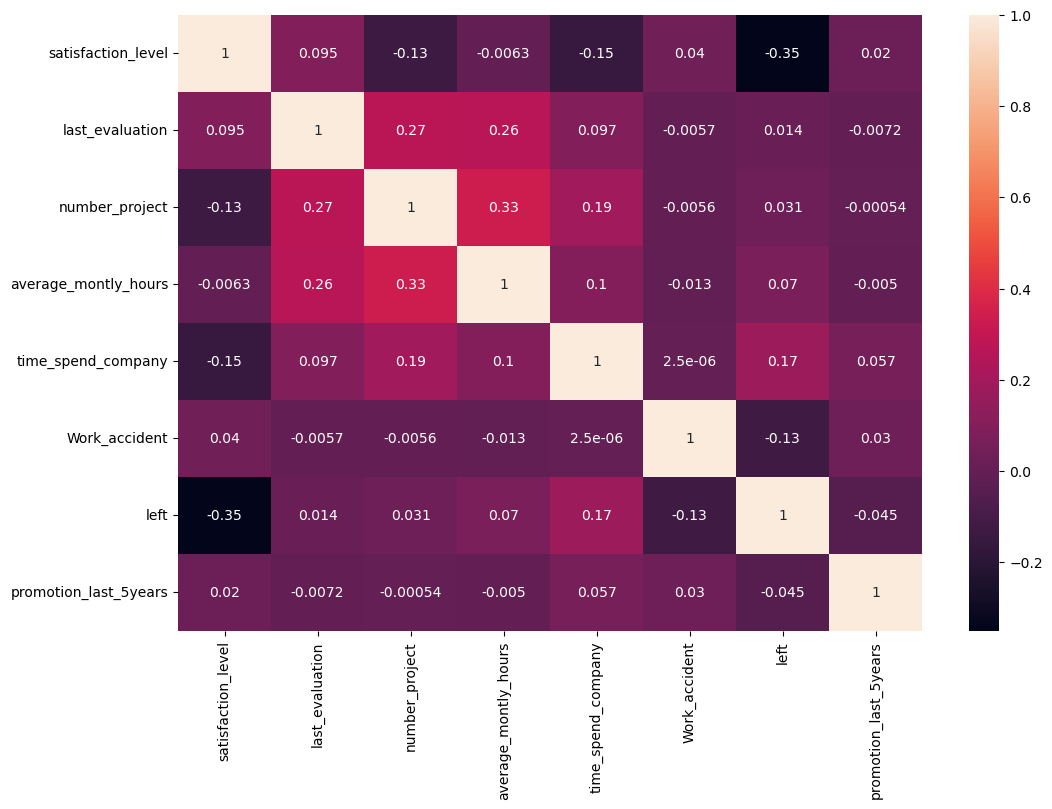 satisfaction_level 1 0.095 -0.13 -0.0063 -0.15 0.04 -0.35 0.02
last_evaluation 0.095 1 0.27 0.26 0.097 -0.0057 0.014 -0.0072
number_project -0.13 0.27 1 0.33 0.19 -0.0056 0.031 -0.00054
average_montly_hours -0.0063 0.26 0.33 1 0.1 -0.013 0.07 -0.005
time_spend_company -0.15 0.097 0.19 0.1 1 2.5e-06 0.17 0.057
Work_accident 0.04 -0.0057 -0.0056 -0.013 2.5e-06 1 -0.13 0.03
left -0.35 0.014 0.031 0.07 0.17 -0.13 1 -0.045
promotion_last_5years 0.02 -0.0072 -0.00054 -0.005 0.057 0.03 -0.045 1
satisfaction_level
last_evaluation
number_project
average_montly_hours
time_spend_company
Work_accident
left
promotion_last_5years
1.0
0.8
0.6
0.4
0.2
0.0
−0.2